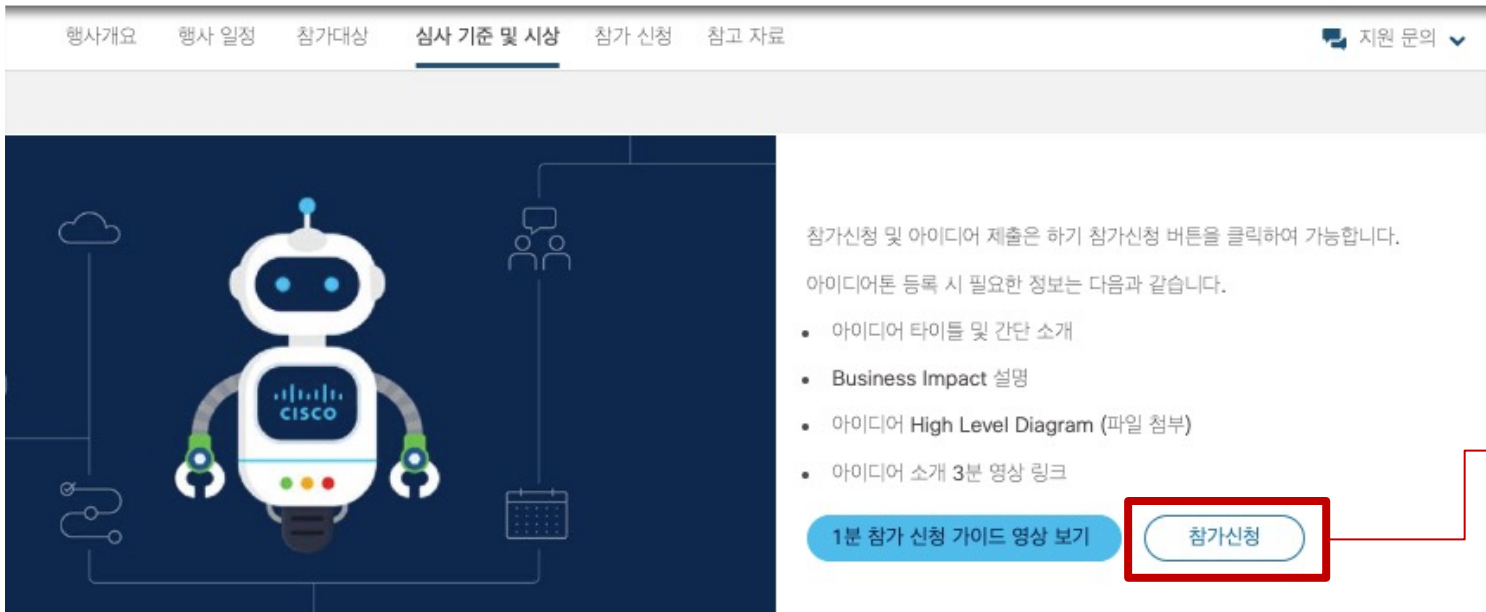 행사개요 행사 일정 참가대상 심사 기준 및 시상 참가 신청 참고 자료 지원 문의
CISCO
참가신청 및 아이디어 제출은 하기 참가신청 버튼을 클릭하여 가능합니다.
아이디어톤 등록 시 필요한 정보는 다음과 같습니다.
• 아이디어 타이틀 및 간단 소개
• Business Impact 설명
• 아이디어 High Level Diagram (파일 첨부)
• 아이디어 소개 3분 영상 링크
1분 참가 신청 가이드 영상 보기 참가신청